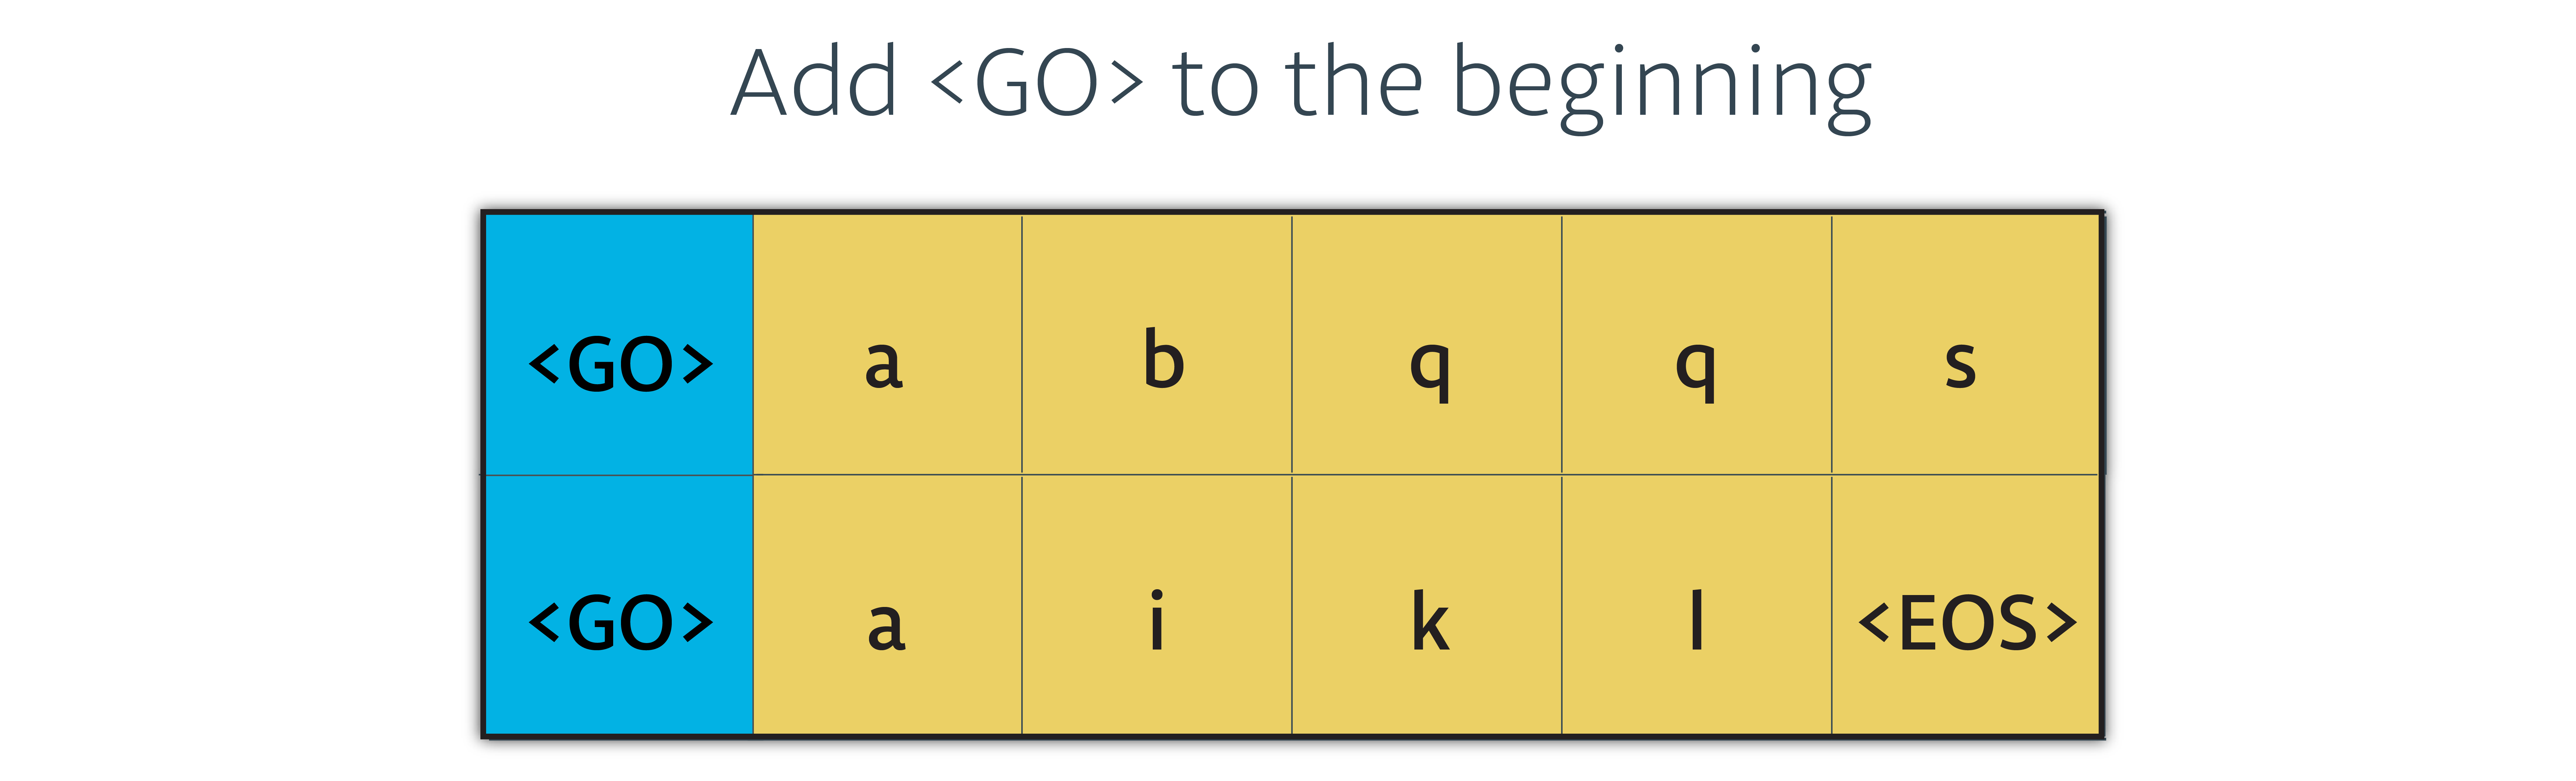 Add <GO> to the beginning
<GO> a b q q s
<GO> a i k l <EOS>